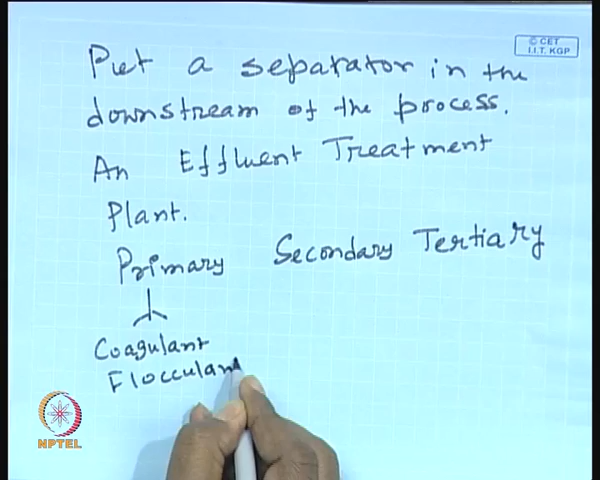 © CET
I.I.T. KGP
Put a separator in the
downstream of the process.
An Effluent Treatment
Plant.
Primary Secondary Tertiary
Coagulant
Flocculan
NPTEL